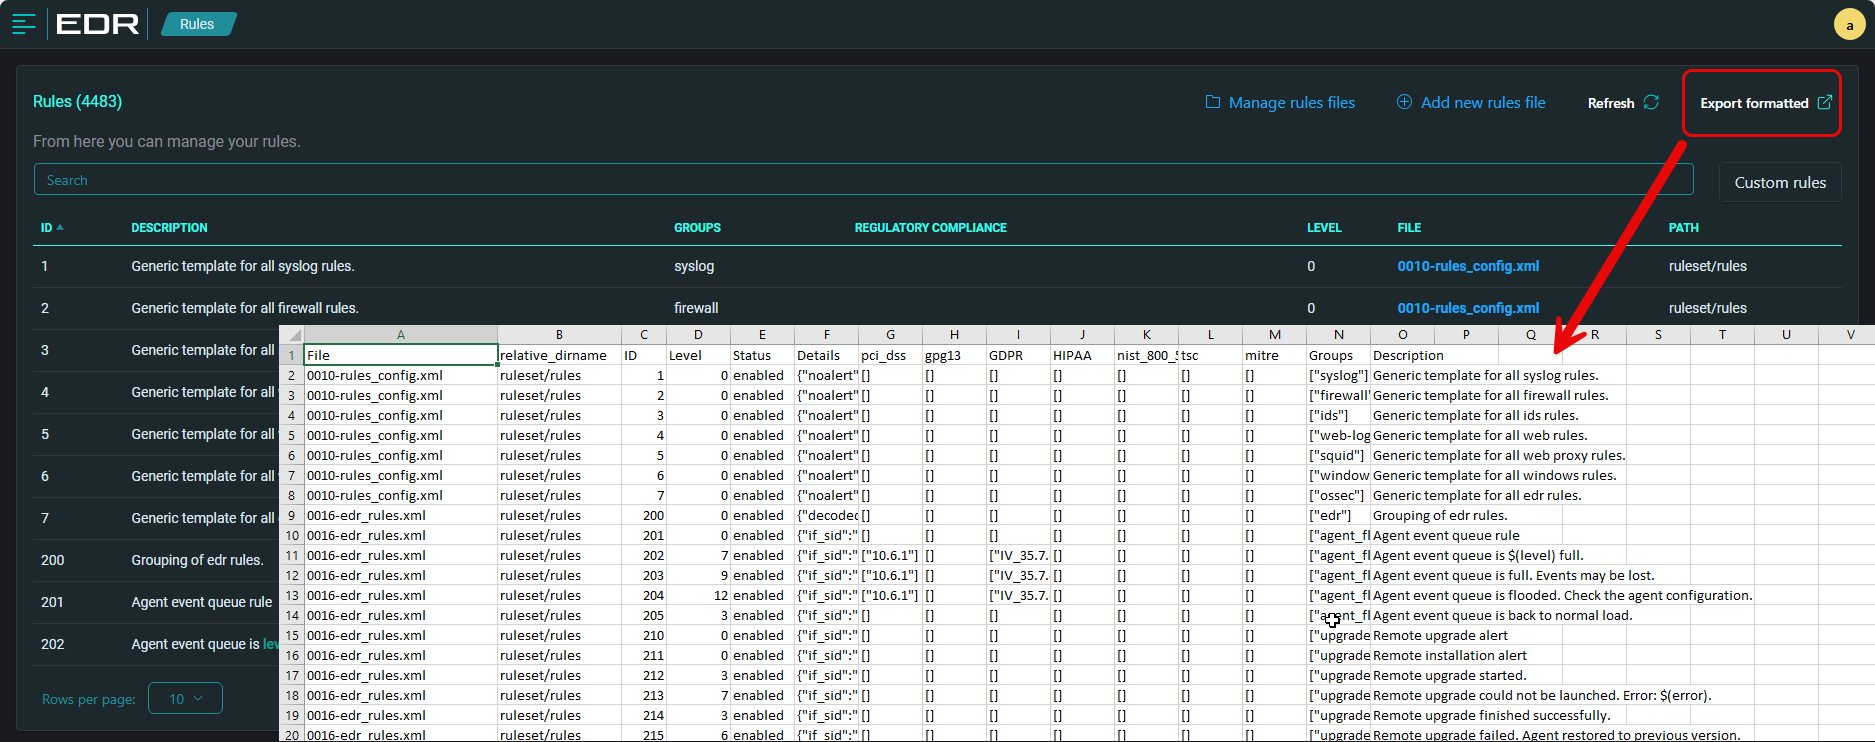 EDR Rules a
Rules (4483) Manage rules files Add new rules file Refresh Export formatted
From here you can manage your rules.
Search Custom rules
ID DESCRIPTION GROUPS REGULATORY COMPLIANCE LEVEL FILE PATH
1 Generic template for all syslog rules. syslog 0 0010-rules_config.xml ruleset/rules
2 Generic template for all firewall rules. firewall 0 0010-rules_config.xml ruleset/rules
3 Generic template for all
4 Generic template for all
5 Generic template for all
6 Generic template for all
7 Generic template for all
200 Grouping of edr rules.
201 Agent event queue rule
202 Agent event queue is lev
Rows per page: 10
A B C D E F G H I J K L M N O P Q R S T U V
1 File relative_dirname ID Level Status Details pci_dss gpg13 GDPR HIPAA nist_800_5 tsc mitre Groups Description
2 0010-rules_config.xml ruleset/rules 1 0 enabled {"noalert" [] [] [] [] [] [] [] ["syslog"] Generic template for all syslog rules.
3 0010-rules_config.xml ruleset/rules 2 0 enabled {"noalert" [] [] [] [] [] [] [] ["firewall" Generic template for all firewall rules.
4 0010-rules_config.xml ruleset/rules 3 0 enabled {"noalert" [] [] [] [] [] [] [] ["ids"] Generic template for all ids rules.
5 0010-rules_config.xml ruleset/rules 4 0 enabled {"noalert" [] [] [] [] [] [] [] ["web-log Generic template for all web rules.
6 0010-rules_config.xml ruleset/rules 5 0 enabled {"noalert" [] [] [] [] [] [] [] ["squid"] Generic template for all web proxy rules.
7 0010-rules_config.xml ruleset/rules 6 0 enabled {"noalert" [] [] [] [] [] [] [] ["window Generic template for all windows rules.
8 0010-rules_config.xml ruleset/rules 7 0 enabled {"noalert" [] [] [] [] [] [] [] ["ossec"] Generic template for all edr rules.
9 0016-edr_rules.xml ruleset/rules 200 0 enabled {"decoded [] [] [] [] [] [] [] ["edr"] Grouping of edr rules.
10 0016-edr_rules.xml ruleset/rules 201 0 enabled {"if_sid":" [] [] [] [] [] [] [] ["agent_fl Agent event queue rule
11 0016-edr_rules.xml ruleset/rules 202 7 enabled {"if_sid":" ["10.6.1"] [] ["IV_35.7. [] [] [] [] ["agent_fl Agent event queue is $(level) full.
12 0016-edr_rules.xml ruleset/rules 203 9 enabled {"if_sid":" ["10.6.1"] [] ["IV_35.7. [] [] [] [] ["agent_fl Agent event queue is full. Events may be lost.
13 0016-edr_rules.xml ruleset/rules 204 12 enabled {"if_sid":" ["10.6.1"] [] ["IV_35.7. [] [] [] [] ["agent_fl Agent event queue is flooded. Check the agent configuration.
14 0016-edr_rules.xml ruleset/rules 205 3 enabled {"if_sid":" [] [] [] [] [] [] [] ["agent_fl Agent event queue is back to normal load.
15 0016-edr_rules.xml ruleset/rules 210 0 enabled {"if_sid":" [] [] [] [] [] [] [] ["upgrade Remote upgrade alert
16 0016-edr_rules.xml ruleset/rules 211 0 enabled {"if_sid":" [] [] [] [] [] [] [] ["upgrade Remote installation alert
17 0016-edr_rules.xml ruleset/rules 212 3 enabled {"if_sid":" [] [] [] [] [] [] [] ["upgrade Remote upgrade started.
18 0016-edr_rules.xml ruleset/rules 213 7 enabled {"if_sid":" [] [] [] [] [] [] [] ["upgrade Remote upgrade could not be launched. Error: $(error).
19 0016-edr_rules.xml ruleset/rules 214 3 enabled {"if_sid":" [] [] [] [] [] [] [] ["upgrade Remote upgrade finished successfully.
20 0016-edr_rules.xml ruleset/rules 215 6 enabled {"if_sid":" [] [] [] [] [] [] [] ["upgrade Remote upgrade failed. Agent restored to previous version.